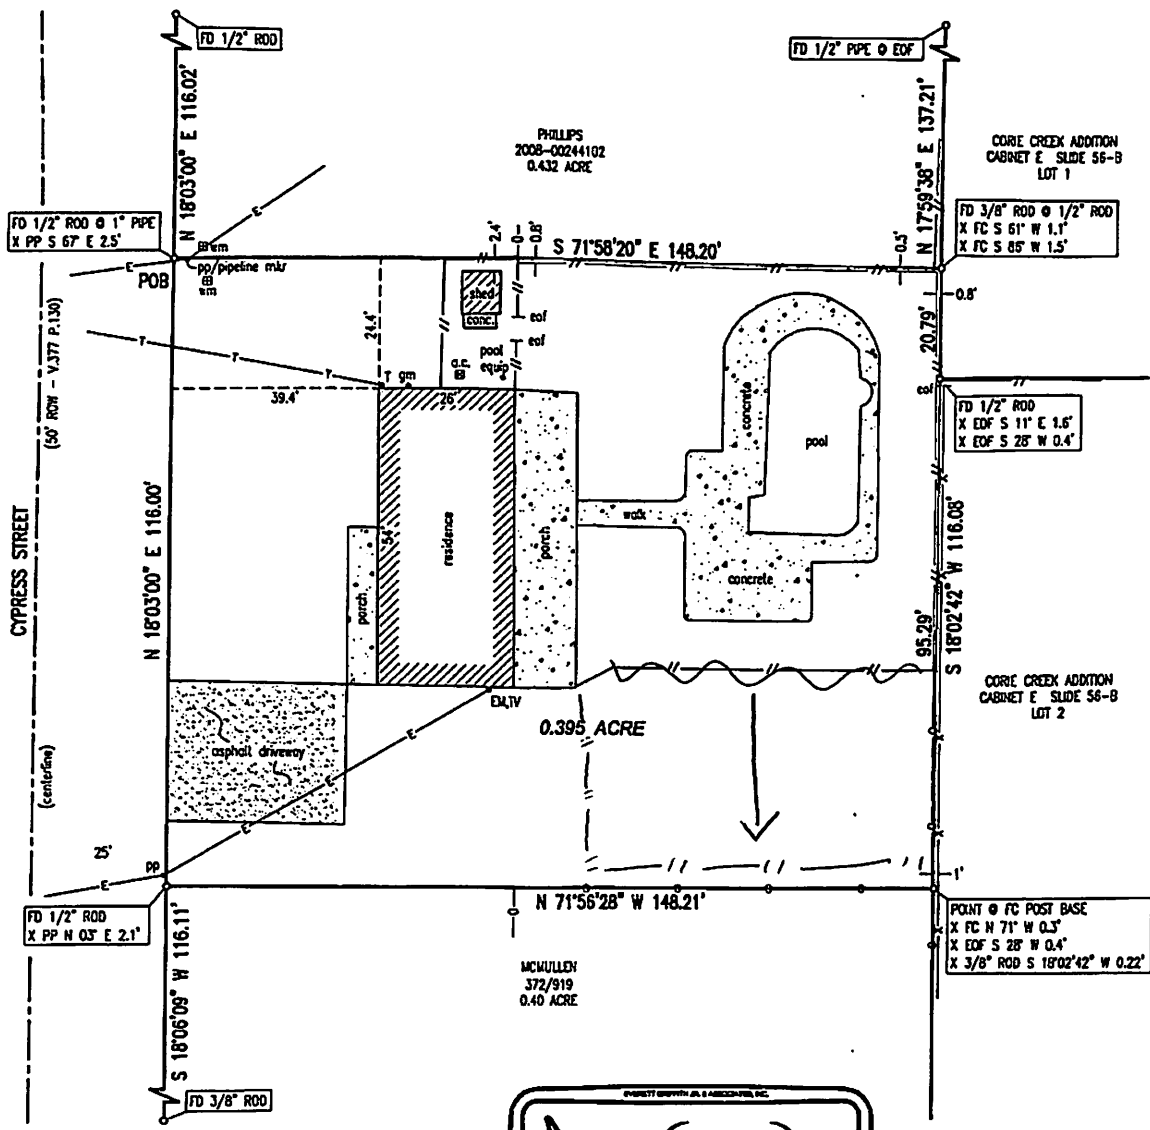 FD 1/2" ROD
FD 1/2" PIPE @ EOF
N 18°03'00" E 116.02'
N 17°59'38" E 137.21'
PHILLIPS
2008-00244102
0.432 ACRE
CORIE CREEK ADDITION
CABINET E SLIDE 56-B
LOT 1
FD 1/2" ROD @ 1" PIPE
X PP S 67° E 2.5'
FD 3/8" ROD @ 1/2" ROD
X FC S 61° W 1.1'
X FC S 85° W 1.5'
E
wm
2.4'
0
0.8'
S 71°58'20" E 148.20'
0.5'
E
POB
pp/pipeline mkr
shed
conc.
eof
eof
0.8'
20.79'
24.4'
T
T
T
T
gm
a.c.
pool
equip
39.4'
26'
eof
FD 1/2" ROD
X EOF S 11° E 1.6'
X EOF S 28° W 0.4'
(50' ROW - V.377 P.130)
CYPRESS STREET
(centerline)
N 18°03'00" E 116.00'
concrete
pool
residence
54'
porch
porch
walk
concrete
95.29'
S 18°02'42" W 116.08'
EM,TV
0.395 ACRE
CORIE CREEK ADDITION
CABINET E SLIDE 56-B
LOT 2
asphalt driveway
E
E
E
25'
PP
E
1'
FD 1/2" ROD
X PP N 03° E 2.1'
0
N 71°56'28" W 148.21'
POINT @ FC POST BASE
X FC N 71° W 0.3'
X EOF S 28° W 0.4'
X 3/8" ROD S 18°02'42" W 0.22'
S 18°06'09" W 116.11'
MCMULLEN
372/919
0.40 ACRE
FD 3/8" ROD
EVERETT GRIFFITH JR. & ASSOCIATES, INC.